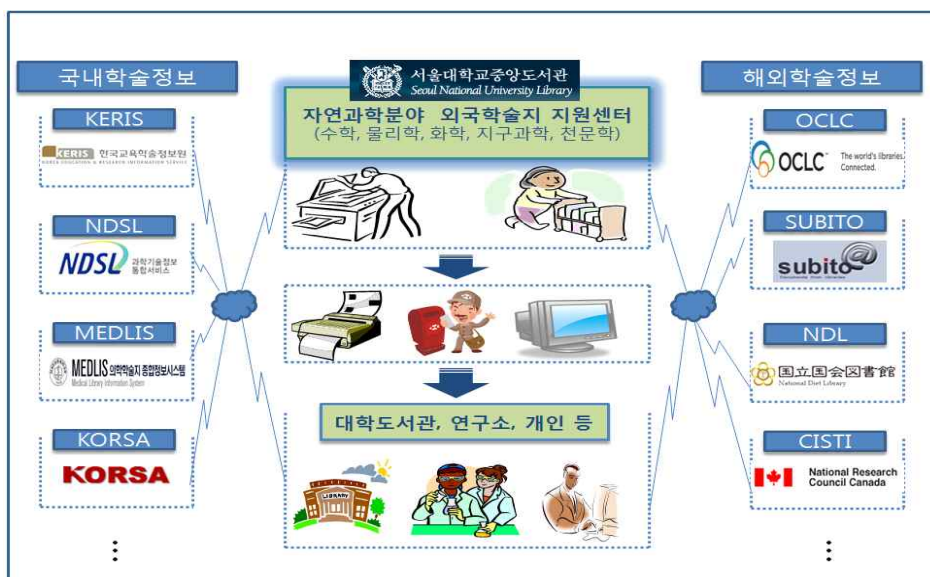 국내학술정보
KERIS
KERIS 한국교육학술정보원
KOREA EDUCATION & RESEARCH INFORMATION SERVICE
NDSL
NDSL 과학기술정보
통합서비스
MEDLIS
MEDLIS 의학학술지 종합정보시스템
Medical Library Information System
KORSA
KORSA
서울대학교중앙도서관
Seoul National University Library
자연과학분야 외국학술지 지원센터
(수학, 물리학, 화학, 지구과학, 천문학)
대학도서관, 연구소, 개인 등
LIBRARY
해외학술정보
OCLC
OCLC The world's libraries.
Connected.
SUBITO
subito
NDL
国立国会図書館
National Diet Library
CISTI
National Research
Council Canada